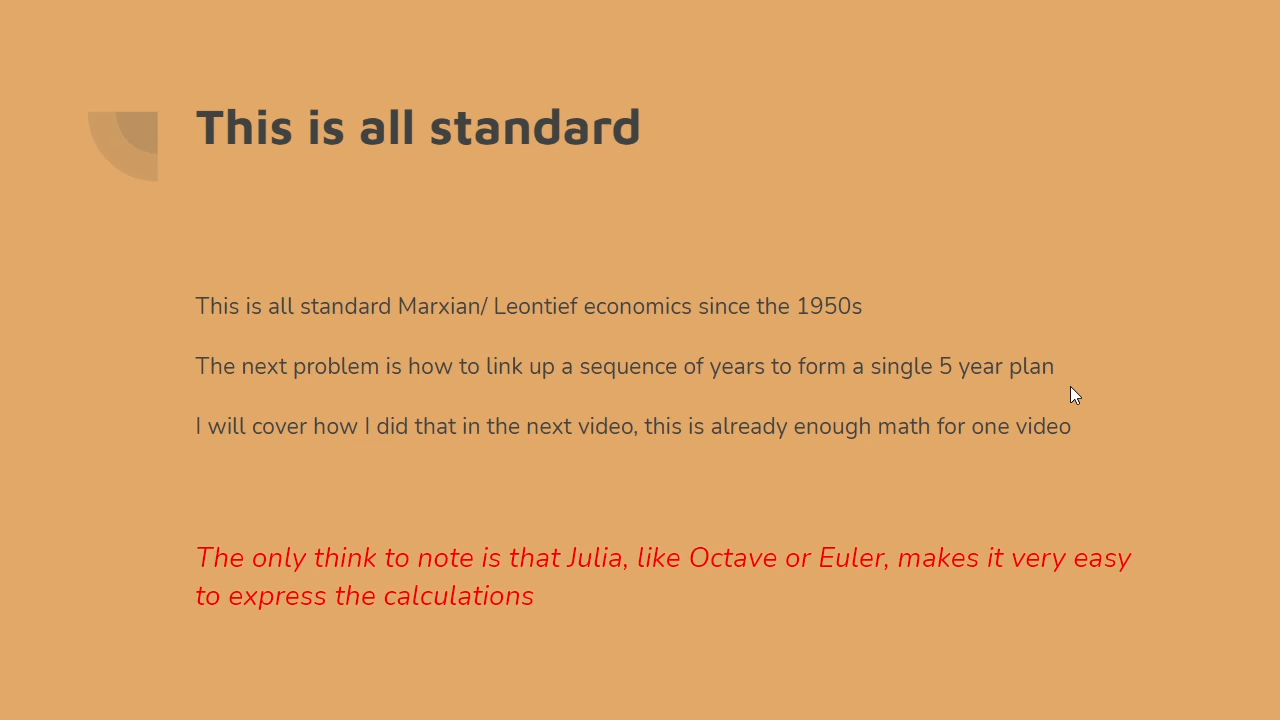 This is all standard
This is all standard Marxian/ Leontief economics since the 1950s
The next problem is how to link up a sequence of years to form a single 5 year plan
I will cover how I did that in the next video, this is already enough math for one video
The only think to note is that Julia, like Octave or Euler, makes it very easy
to express the calculations